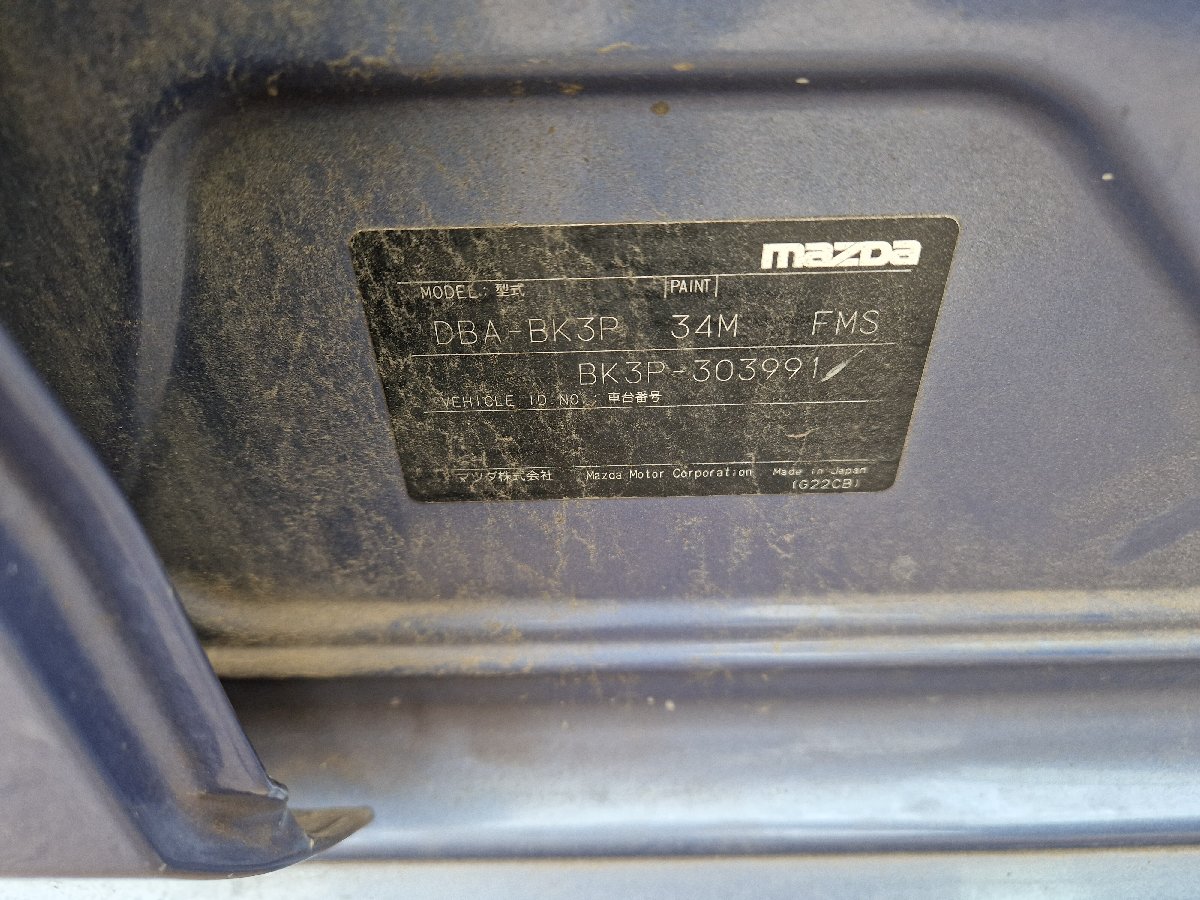 mazda
MODEL : 型式 PAINT
DBA-BK3P 34M FMS
BK3P-303991
VEHICLE ID NO. : 車台番号
マツダ株式会社 Mazda Motor Corporation Made in Japan
(G22CB)